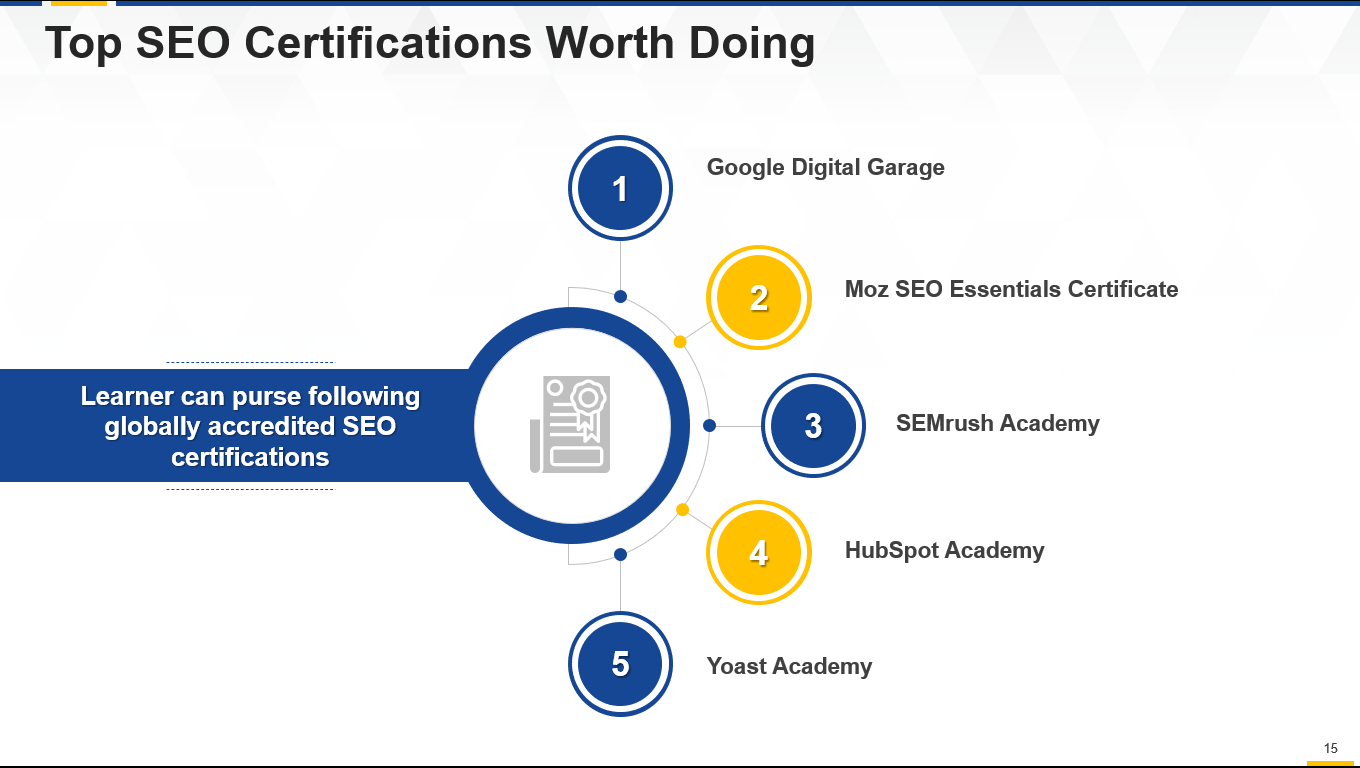 Top SEO Certifications Worth Doing
1
Google Digital Garage
2
Moz SEO Essentials Certificate
Learner can purse following
globally accredited SEO
certifications
3
SEMrush Academy
4
HubSpot Academy
5
Yoast Academy
15